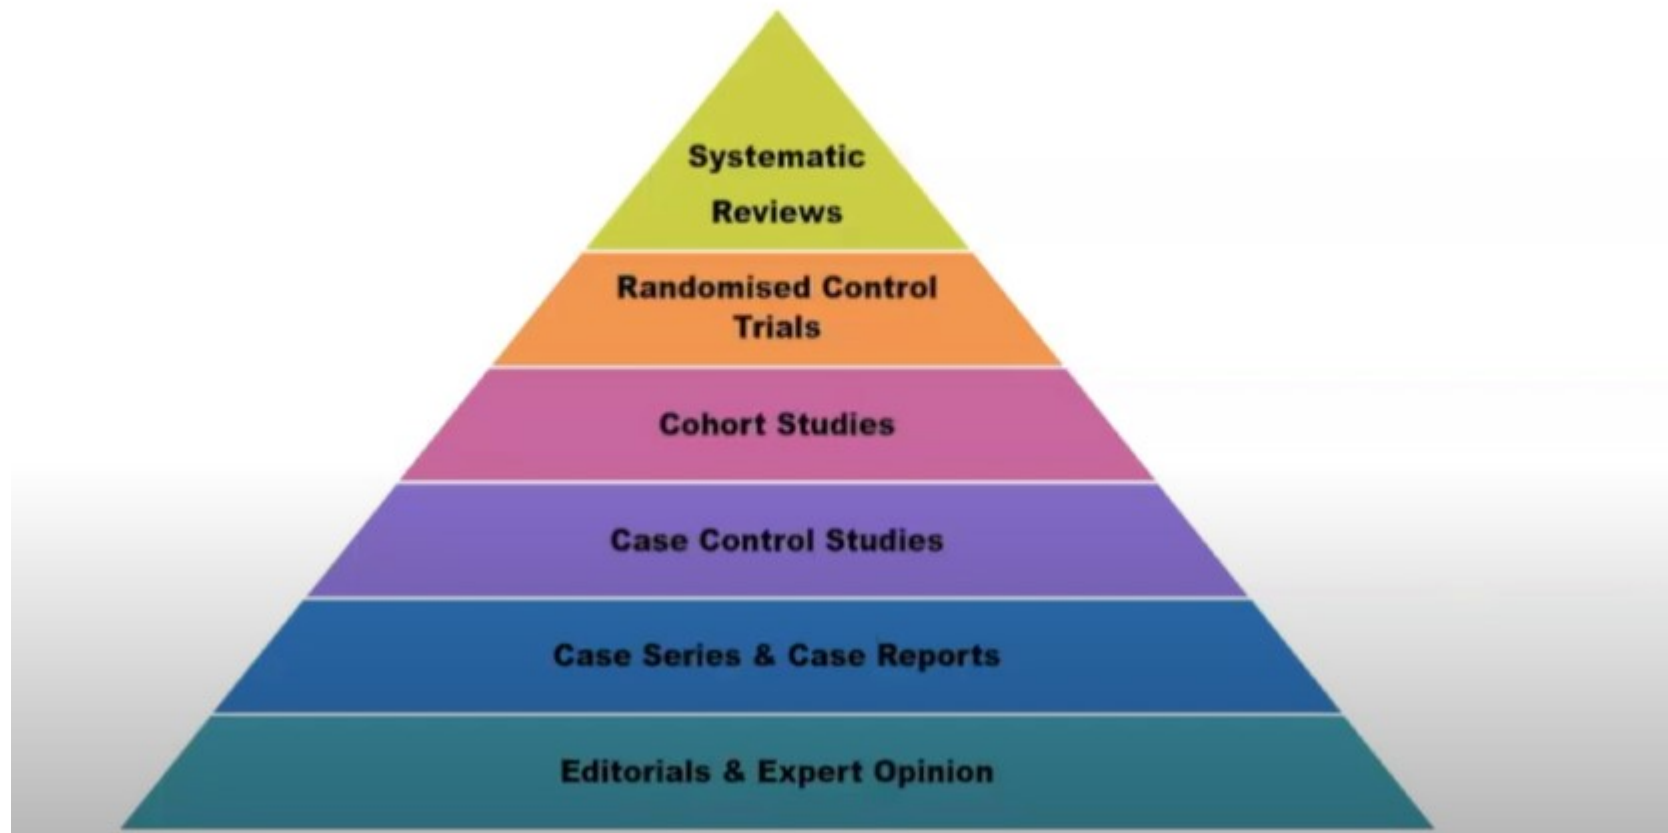 Systematic
Reviews
Randomised Control
Trials
Cohort Studies
Case Control Studies
Case Series & Case Reports
Editorials & Expert Opinion